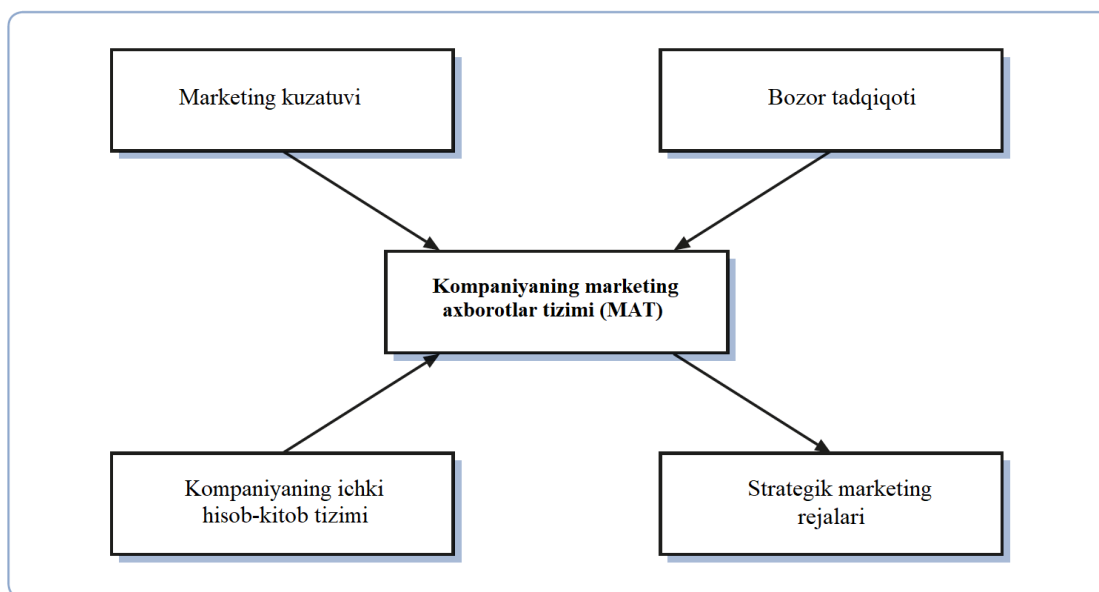 Marketing kuzatuvi
Bozor tadqiqoti
Kompaniyaning marketing
axborotlar tizimi (MAT)
Kompaniyaning ichki
hisob-kitob tizimi
Strategik marketing
rejalari